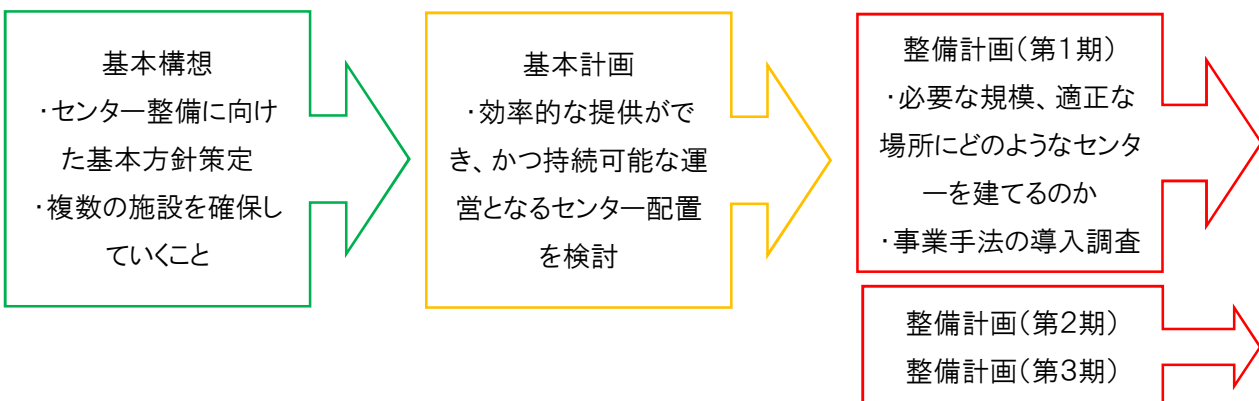 基本構想
・センター整備に向け
た基本方針策定
・複数の施設を確保し
ていくこと
基本計画
・効率的な提供がで
き、かつ持続可能な運
営となるセンター配置
を検討
整備計画(第1期)
・必要な規模、適正な
場所にどのようなセンタ
ーを建てるのか
・事業手法の導入調査
整備計画(第2期)
整備計画(第3期)